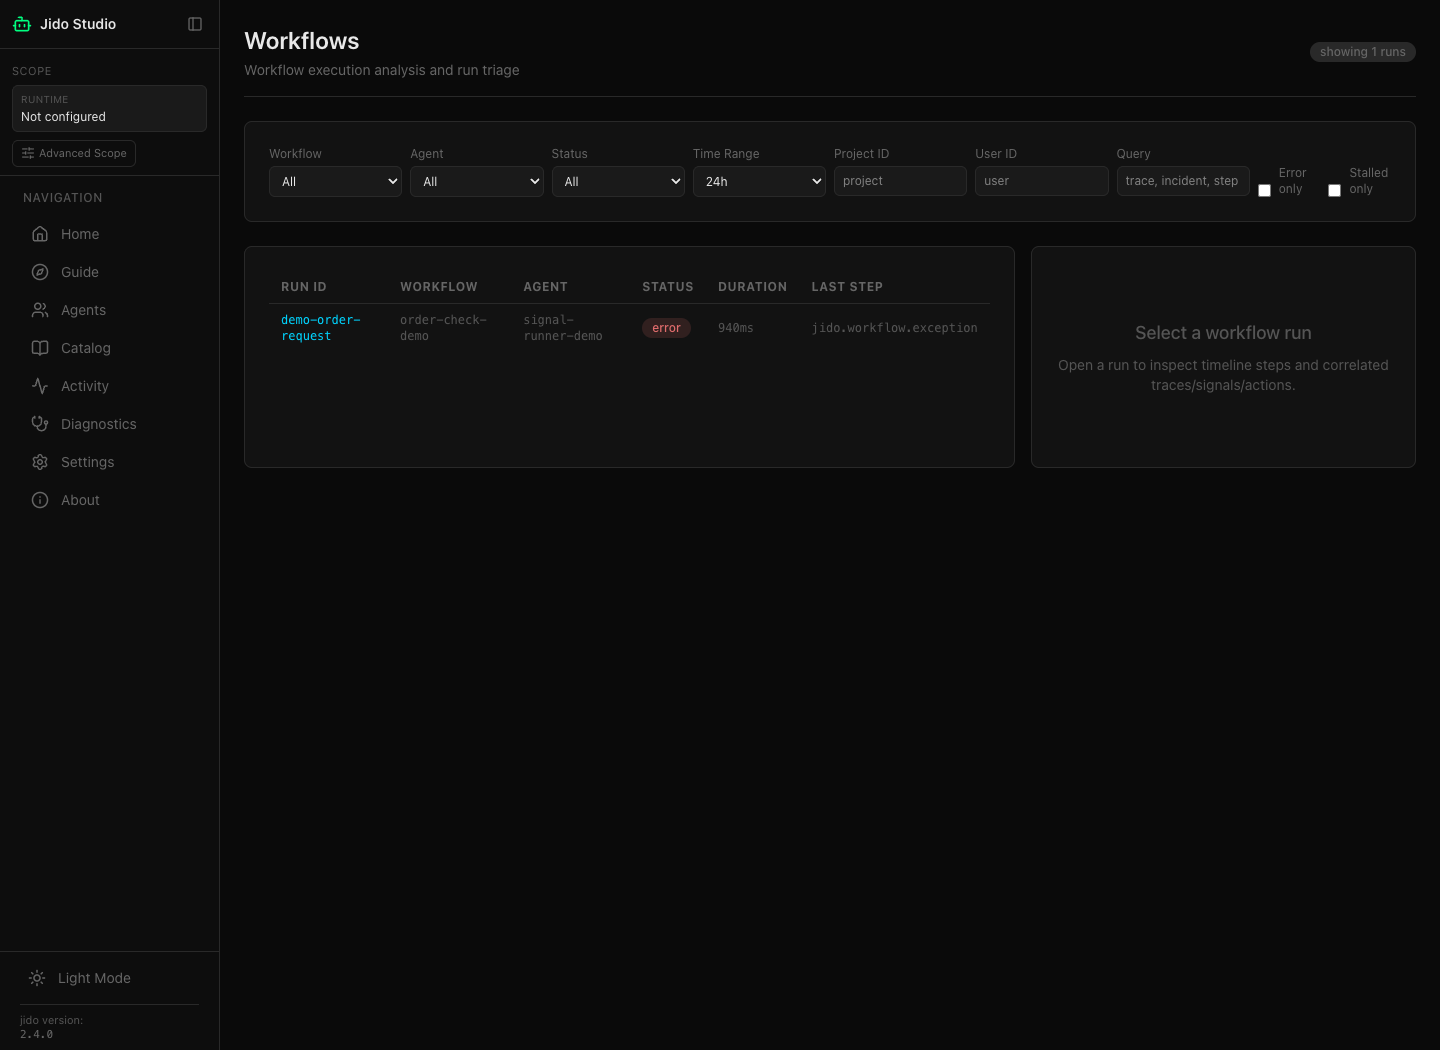 Jido Studio
SCOPE
RUNTIME
Not configured
Advanced Scope
NAVIGATION
Home
Guide
Agents
Catalog
Activity
Diagnostics
Settings
About
Light Mode
jido version:
2.4.0
Workflows
Workflow execution analysis and run triage
showing 1 runs
Workflow
All
Agent
All
Status
All
Time Range
24h
Project ID
project
User ID
user
Query
trace, incident, step
Error
only
Stalled
only
RUN ID WORKFLOW AGENT STATUS DURATION LAST STEP
demo-order-
request
order-check-
demo
signal-
runner-demo
error
940ms
jido.workflow.exception
Select a workflow run
Open a run to inspect timeline steps and correlated
traces/signals/actions.